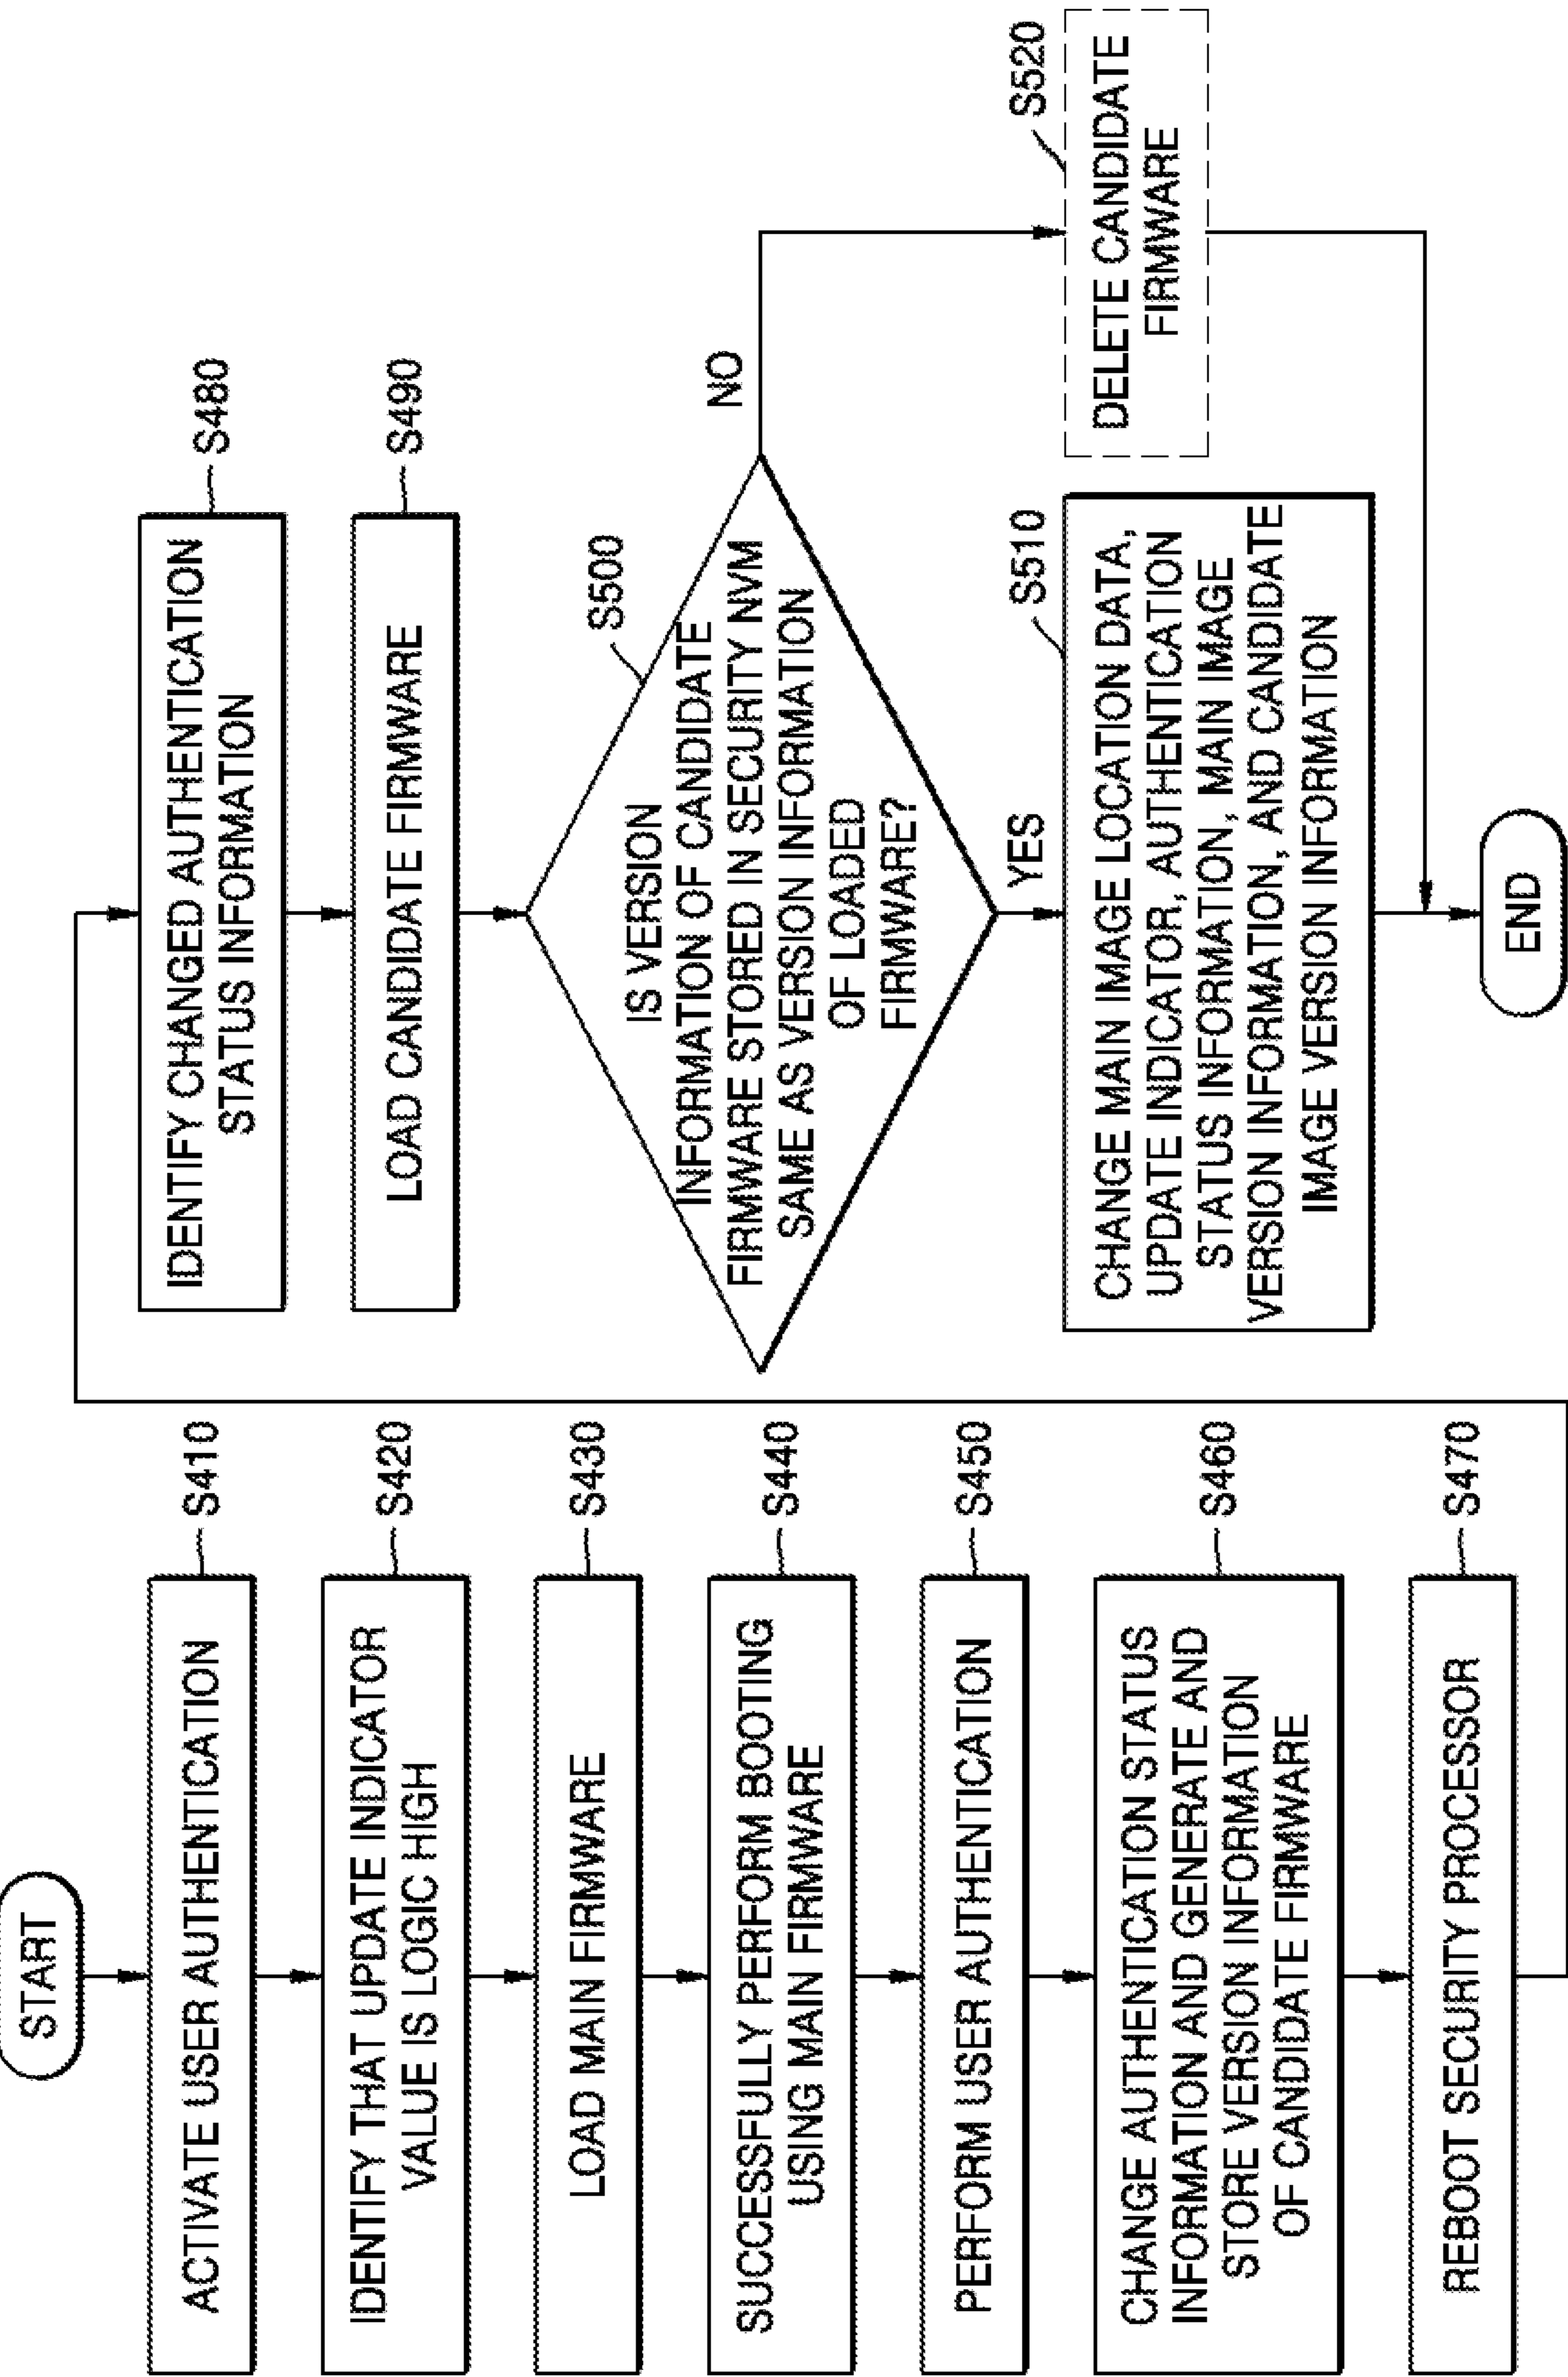 START
ACTIVATE USER AUTHENTICATION
S410
IDENTIFY THAT UPDATE INDICATOR
VALUE IS LOGIC HIGH
S420
LOAD MAIN FIRMWARE
S430
SUCCESSFULLY PERFORM BOOTING
USING MAIN FIRMWARE
S440
PERFORM USER AUTHENTICATION
S450
CHANGE AUTHENTICATION STATUS
INFORMATION AND GENERATE AND
STORE VERSION INFORMATION
OF CANDIDATE FIRMWARE
S460
REBOOT SECURITY PROCESSOR
S470
IDENTIFY CHANGED AUTHENTICATION
STATUS INFORMATION
S480
LOAD CANDIDATE FIRMWARE
S490
IS VERSION
INFORMATION OF CANDIDATE
FIRMWARE STORED IN SECURITY NVM
SAME AS VERSION INFORMATION
OF LOADED
FIRMWARE?
S500
NO
YES
CHANGE MAIN IMAGE LOCATION DATA,
UPDATE INDICATOR, AUTHENTICATION
STATUS INFORMATION, MAIN IMAGE
VERSION INFORMATION, AND CANDIDATE
IMAGE VERSION INFORMATION
S510
DELETE CANDIDATE
FIRMWARE
S520
END